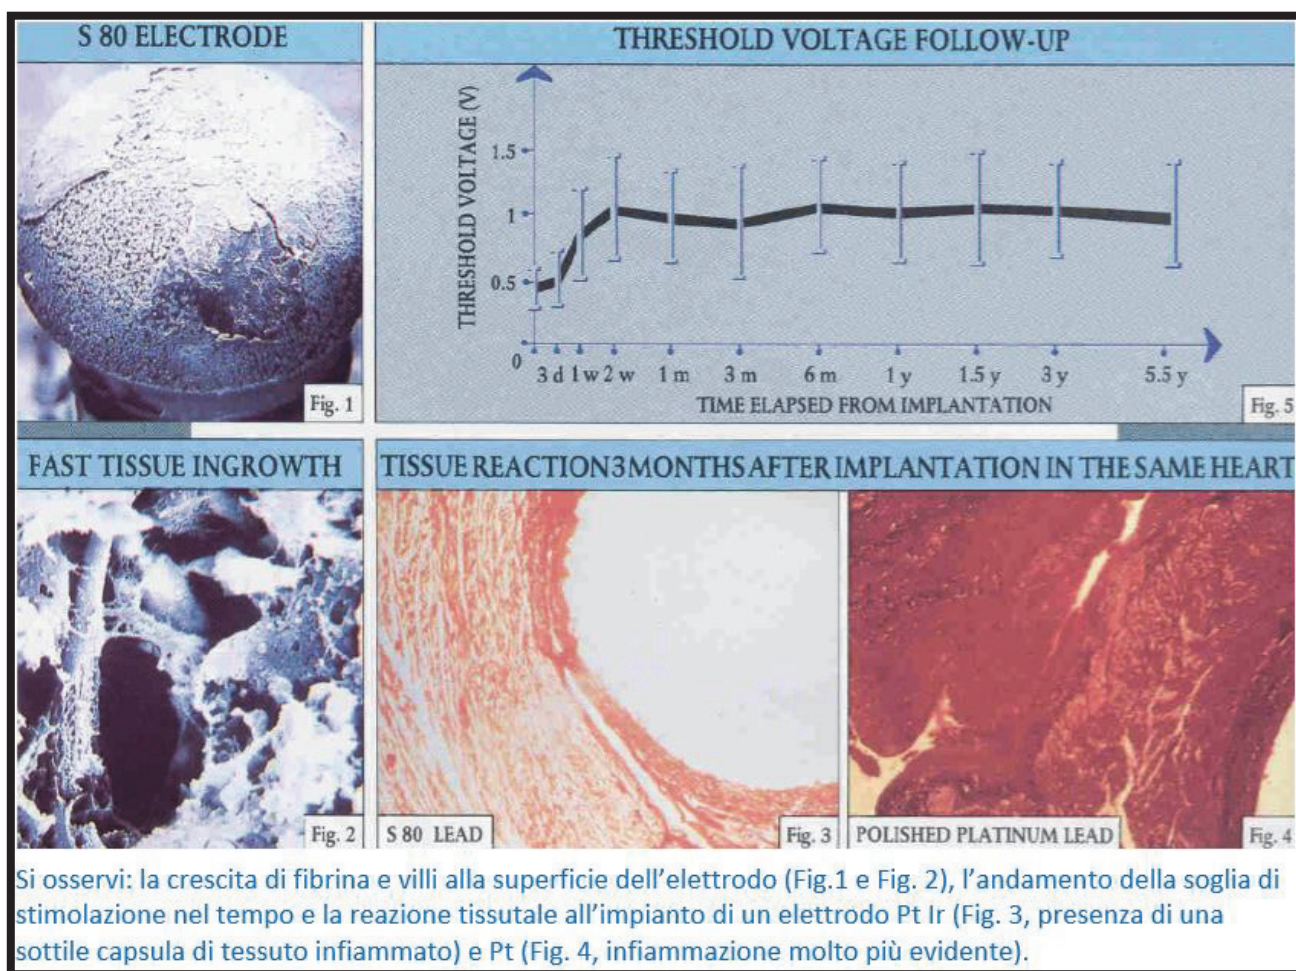 S 80 ELECTRODE
Fig. 1
THRESHOLD VOLTAGE FOLLOW-UP
THRESHOLD VOLTAGE (V)
1.5
1
0.5
0
3 d 1 w 2 w 1 m 3 m 6 m 1 y 1.5 y 3 y 5.5 y
TIME ELAPSED FROM IMPLANTATION
Fig. 5
FAST TISSUE INGROWTH
Fig. 2
TISSUE REACTION 3 MONTHS AFTER IMPLANTATION IN THE SAME HEART
S 80 LEAD
Fig. 3
POLISHED PLATINUM LEAD
Fig. 4
Si osservi: la crescita di fibrina e villi alla superficie dell'elettrodo (Fig.1 e Fig. 2), l'andamento della soglia di
stimolazione nel tempo e la reazione tissutale all'impianto di un elettrodo Pt Ir (Fig. 3, presenza di una
sottile capsula di tessuto infiammato) e Pt (Fig. 4, infiammazione molto più evidente).